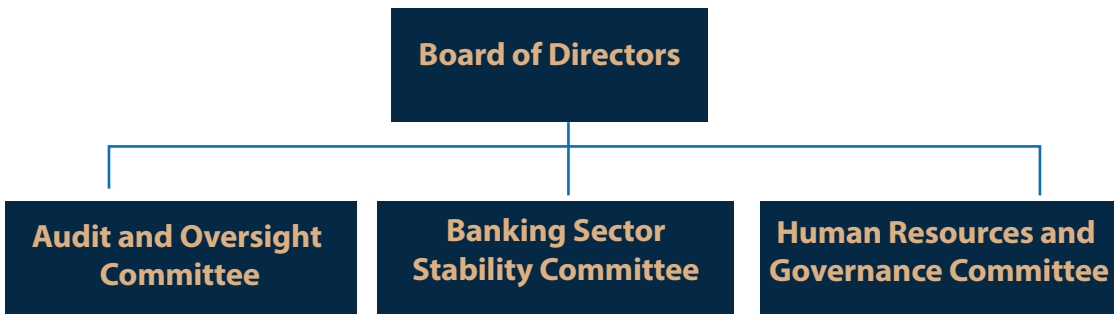 Board of Directors
Audit and Oversight
Committee
Banking Sector
Stability Committee
Human Resources and
Governance Committee